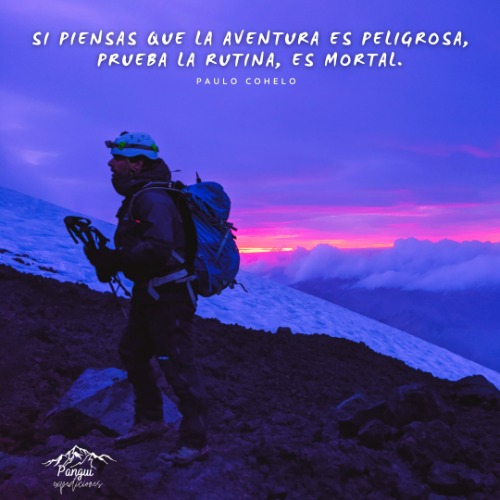 SI PIENSAS QUE LA AVENTURA ES PELIGROSA,
PRUEBA LA RUTINA, ES MORTAL.
PAULO COHELO
Pangui
expediciones